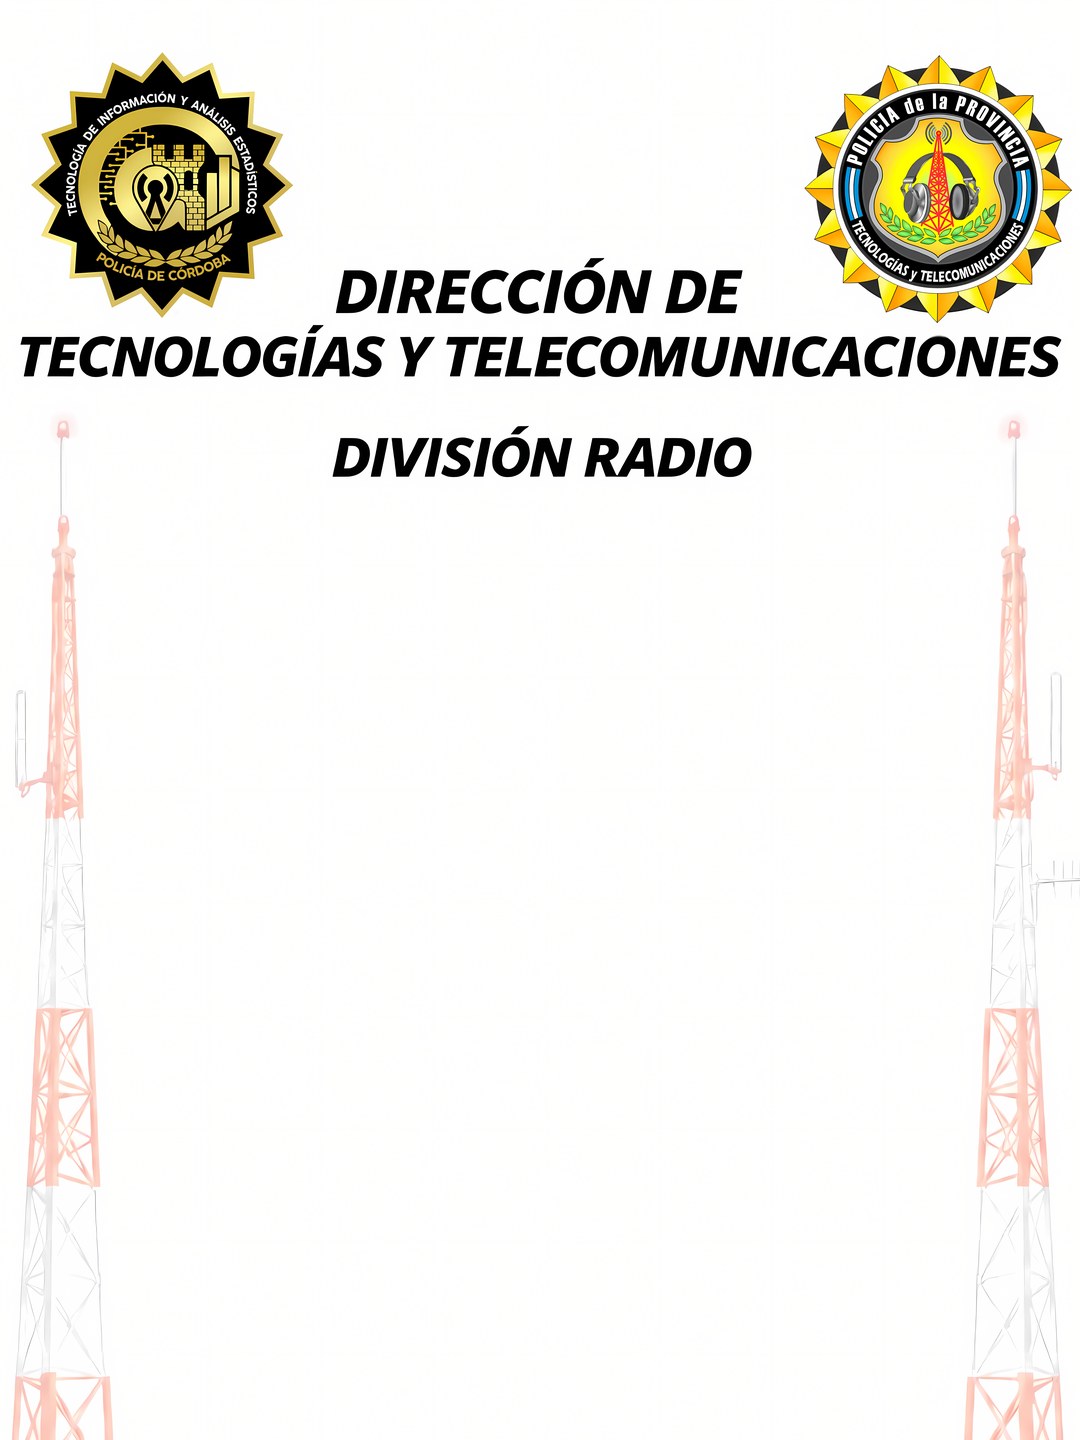 TECNOLOGÍA DE INFORMACIÓN Y ANÁLISIS ESTADÍSTICOS
POLICÍA DE CÓRDOBA
POLICIA de la PROVINCIA
TECNOLOGÍAS y TELECOMUNICACIONES
DIRECCIÓN DE
TECNOLOGÍAS Y TELECOMUNICACIONES
DIVISIÓN RADIO